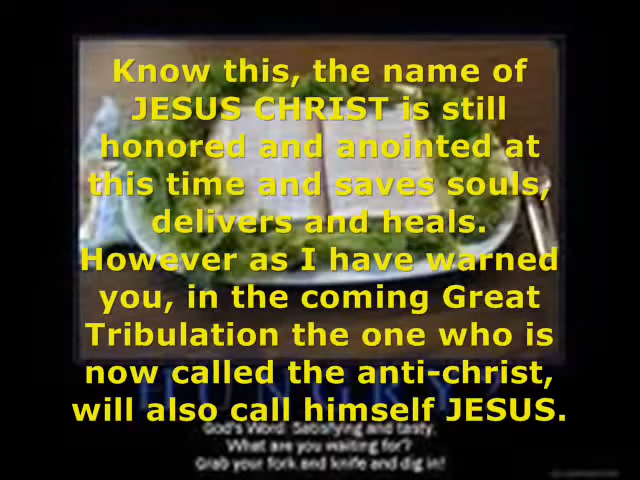 Know this, the name of
JESUS CHRIST is still
honored and anointed at
this time and saves souls,
delivers and heals.
However as I have warned
you, in the coming Great
Tribulation the one who is
now called the anti-christ,
will also call himself JESUS.
God's Word. Satisfying and tasty.
What are you waiting for?
Grab your fork and knife and dig in!